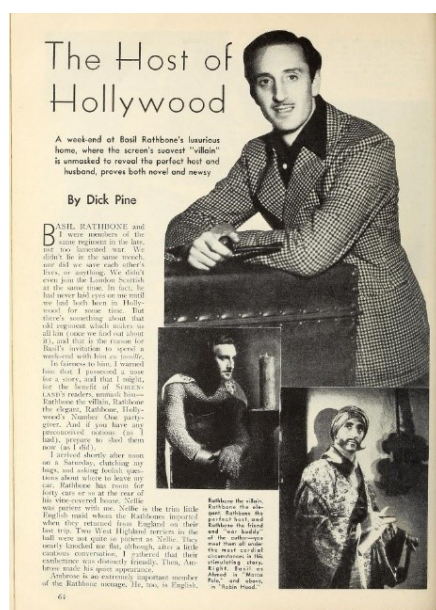 The Host of
Hollywood
A week-end at Basil Rathbone's luxurious
home, where the screen's suavest "villain"
is unmasked to reveal the perfect host and
husband, proves both novel and newsy
By Dick Pine
BASIL RATHBONE and
I were members of the
same regiment in the late,
not too lamented war. We
didn't lie in the same trench,
nor did we save each other's
lives, or anything. We didn't
even join the London Scottish
at the same time. In fact, he
had never laid eyes on me until
we had both been in Holly-
wood for some time. But
there's something about that
old regiment which makes us
all kin (once we find out about
it), and that is the reason for
Basil's invitation to spend a
week-end with him en famille.
In fairness to him, I warned
him that I possessed a nose
for a story, and that I might,
for the benefit of SCREEN-
LAND'S readers, unmask him—
Rathbone the villain, Rathbone
the elegant, Rathbone, Holly-
wood's Number One party-
giver. And if you have any
preconceived notions (as I
had), prepare to shed them
now (as I did).
I arrived shortly after noon
on a Saturday, clutching my
bags, and asking foolish ques-
tions about where to leave my
car. Rathbone has room for
forty cars or so at the rear of
his vine-covered house. Nellie
was patient with me. Nellie is the trim little
English maid whom the Rathbones imported
when they returned from England on their
last trip. Two West Highland terriers in the
hall were not quite so patient as Nellie. They
nearly knocked me flat, although, after a little
cautious conversation, I gathered that their
exuberance was distinctly friendly. Then, Am-
brose made his quiet appearance.
Ambrose is an extremely important member
of the Rathbone menage. He, too, is English,
Rathbone the villain,
Rathbone the ele-
gant, Rathbone the
perfect host, and
Rathbone the friend
and "war buddy"
of the author—you
meet them all under
the most cordial
circumstances in this
stimulating story.
Right, Basil as
Ahmed in "Marco
Polo," and above,
in "Robin Hood."
64